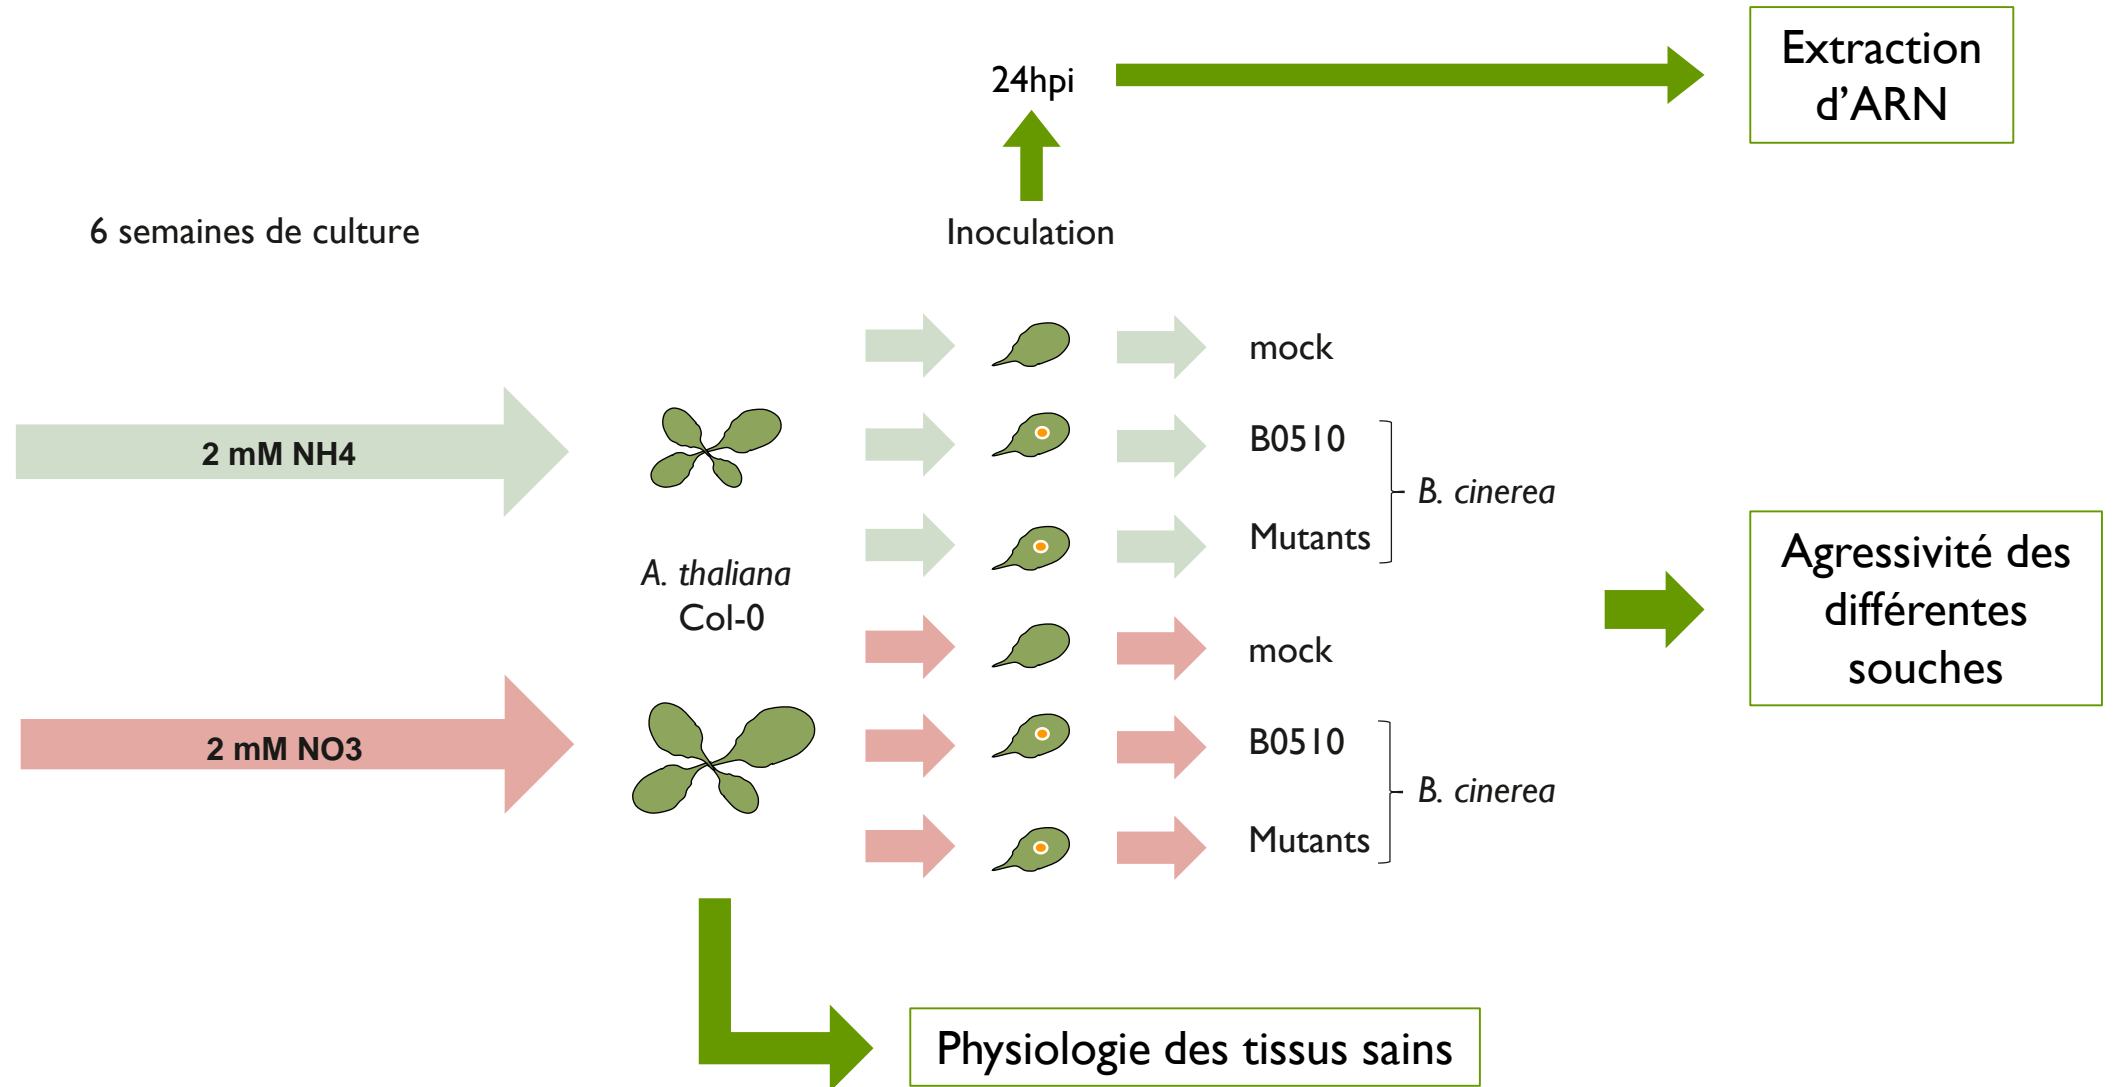 Extraction
d’ARN
24hpi
6 semaines de culture
Inoculation
mock
B0510
2 mM NH4
B. cinerea
Mutants
A. thaliana
Col-0
Agressivité des
différentes
souches
mock
B0510
2 mM NO3
B. cinerea
Mutants
Physiologie des tissus sains